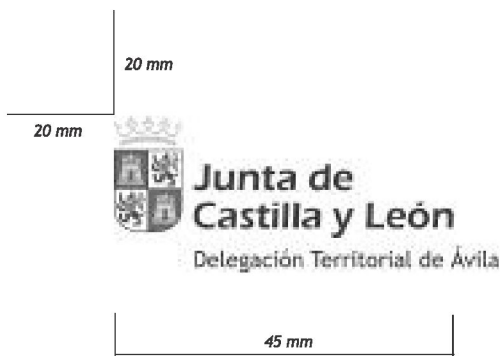 20 mm
20 mm
Junta de
Castilla y León
Delegación Territorial de Ávila
45 mm